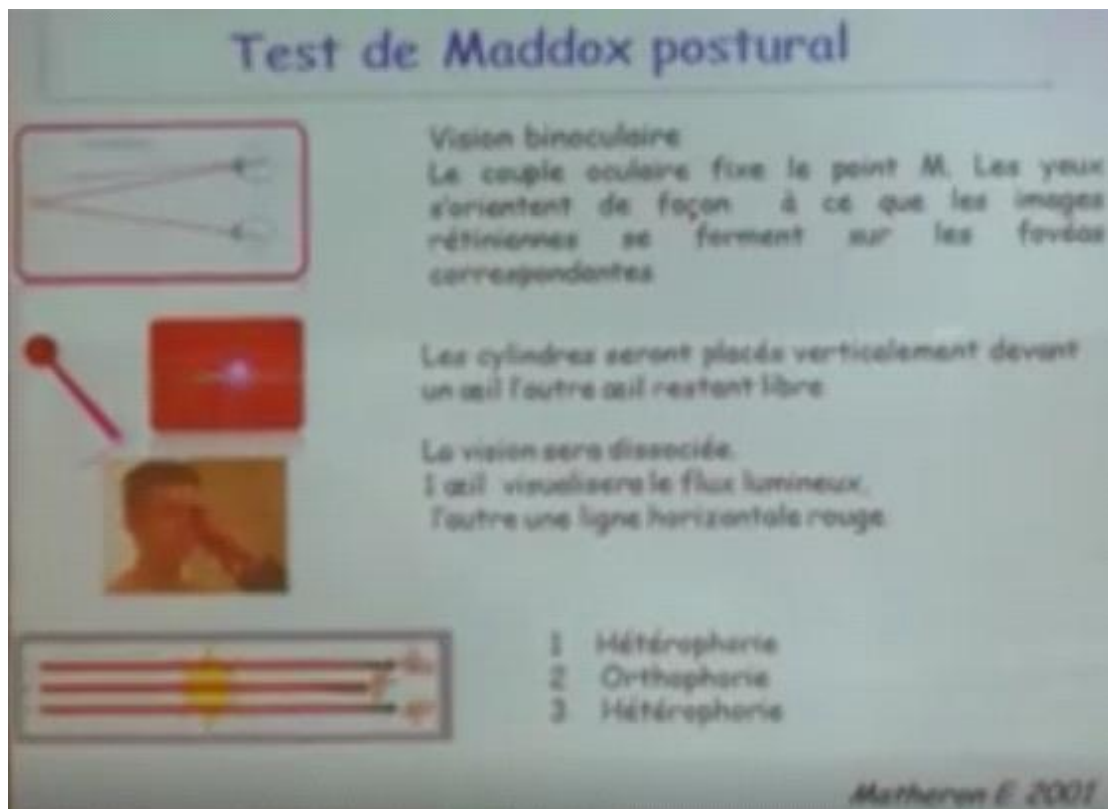 Test de Maddox postural
Vision binoculaire
Le couple oculaire fixe le point M. Les yeux
s'orientent de façon à ce que les images
rétiniennes se forment sur les fovéas
correspondantes
Les cylindres seront placés verticalement devant
un œil l'autre œil restant libre
La vision sera dissociée.
1 œil visualisera le flux lumineux,
l'autre une ligne horizontale rouge
1 Hétérophorie
2 Orthophorie
3 Hétérophorie
Matheron E 2001